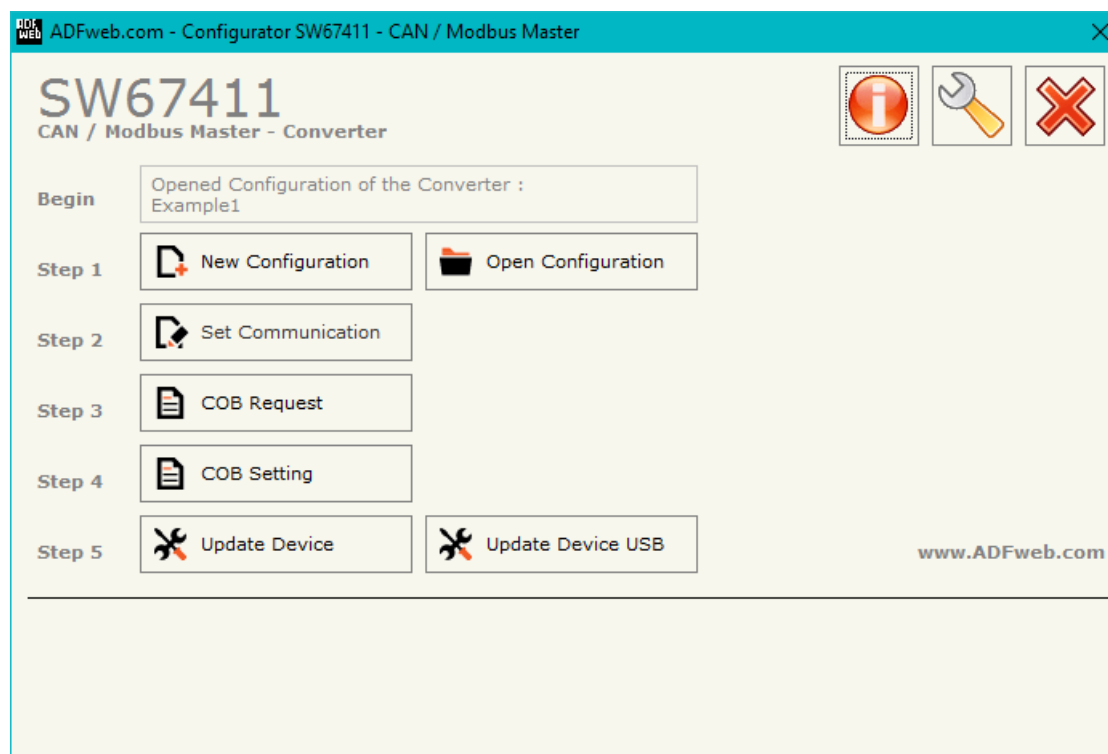 ADF
WEB
ADFweb.com - Configurator SW67411 - CAN / Modbus Master
SW67411
CAN / Modbus Master - Converter
Begin
Opened Configuration of the Converter :
Example1
Step 1
New Configuration
Open Configuration
Step 2
Set Communication
Step 3
COB Request
Step 4
COB Setting
Step 5
Update Device
Update Device USB
www.ADFweb.com